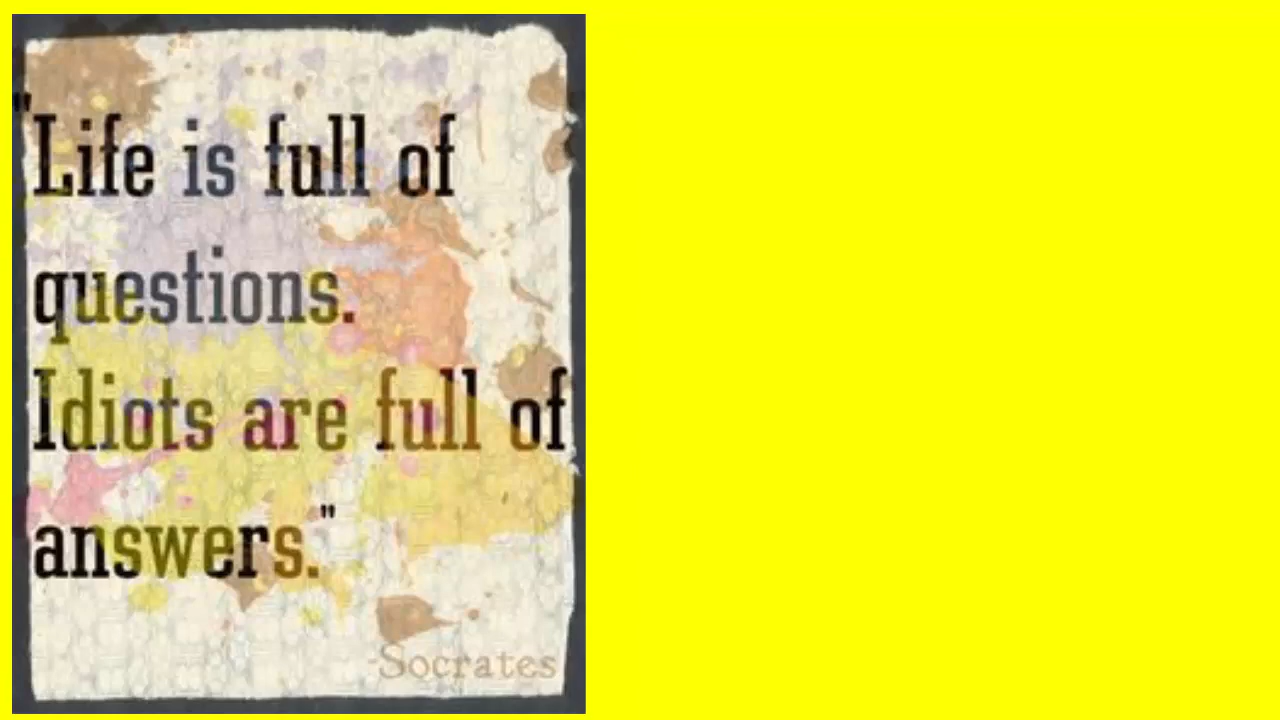 "Life is full of
questions.
Idiots are full of
answers."
-Socrates